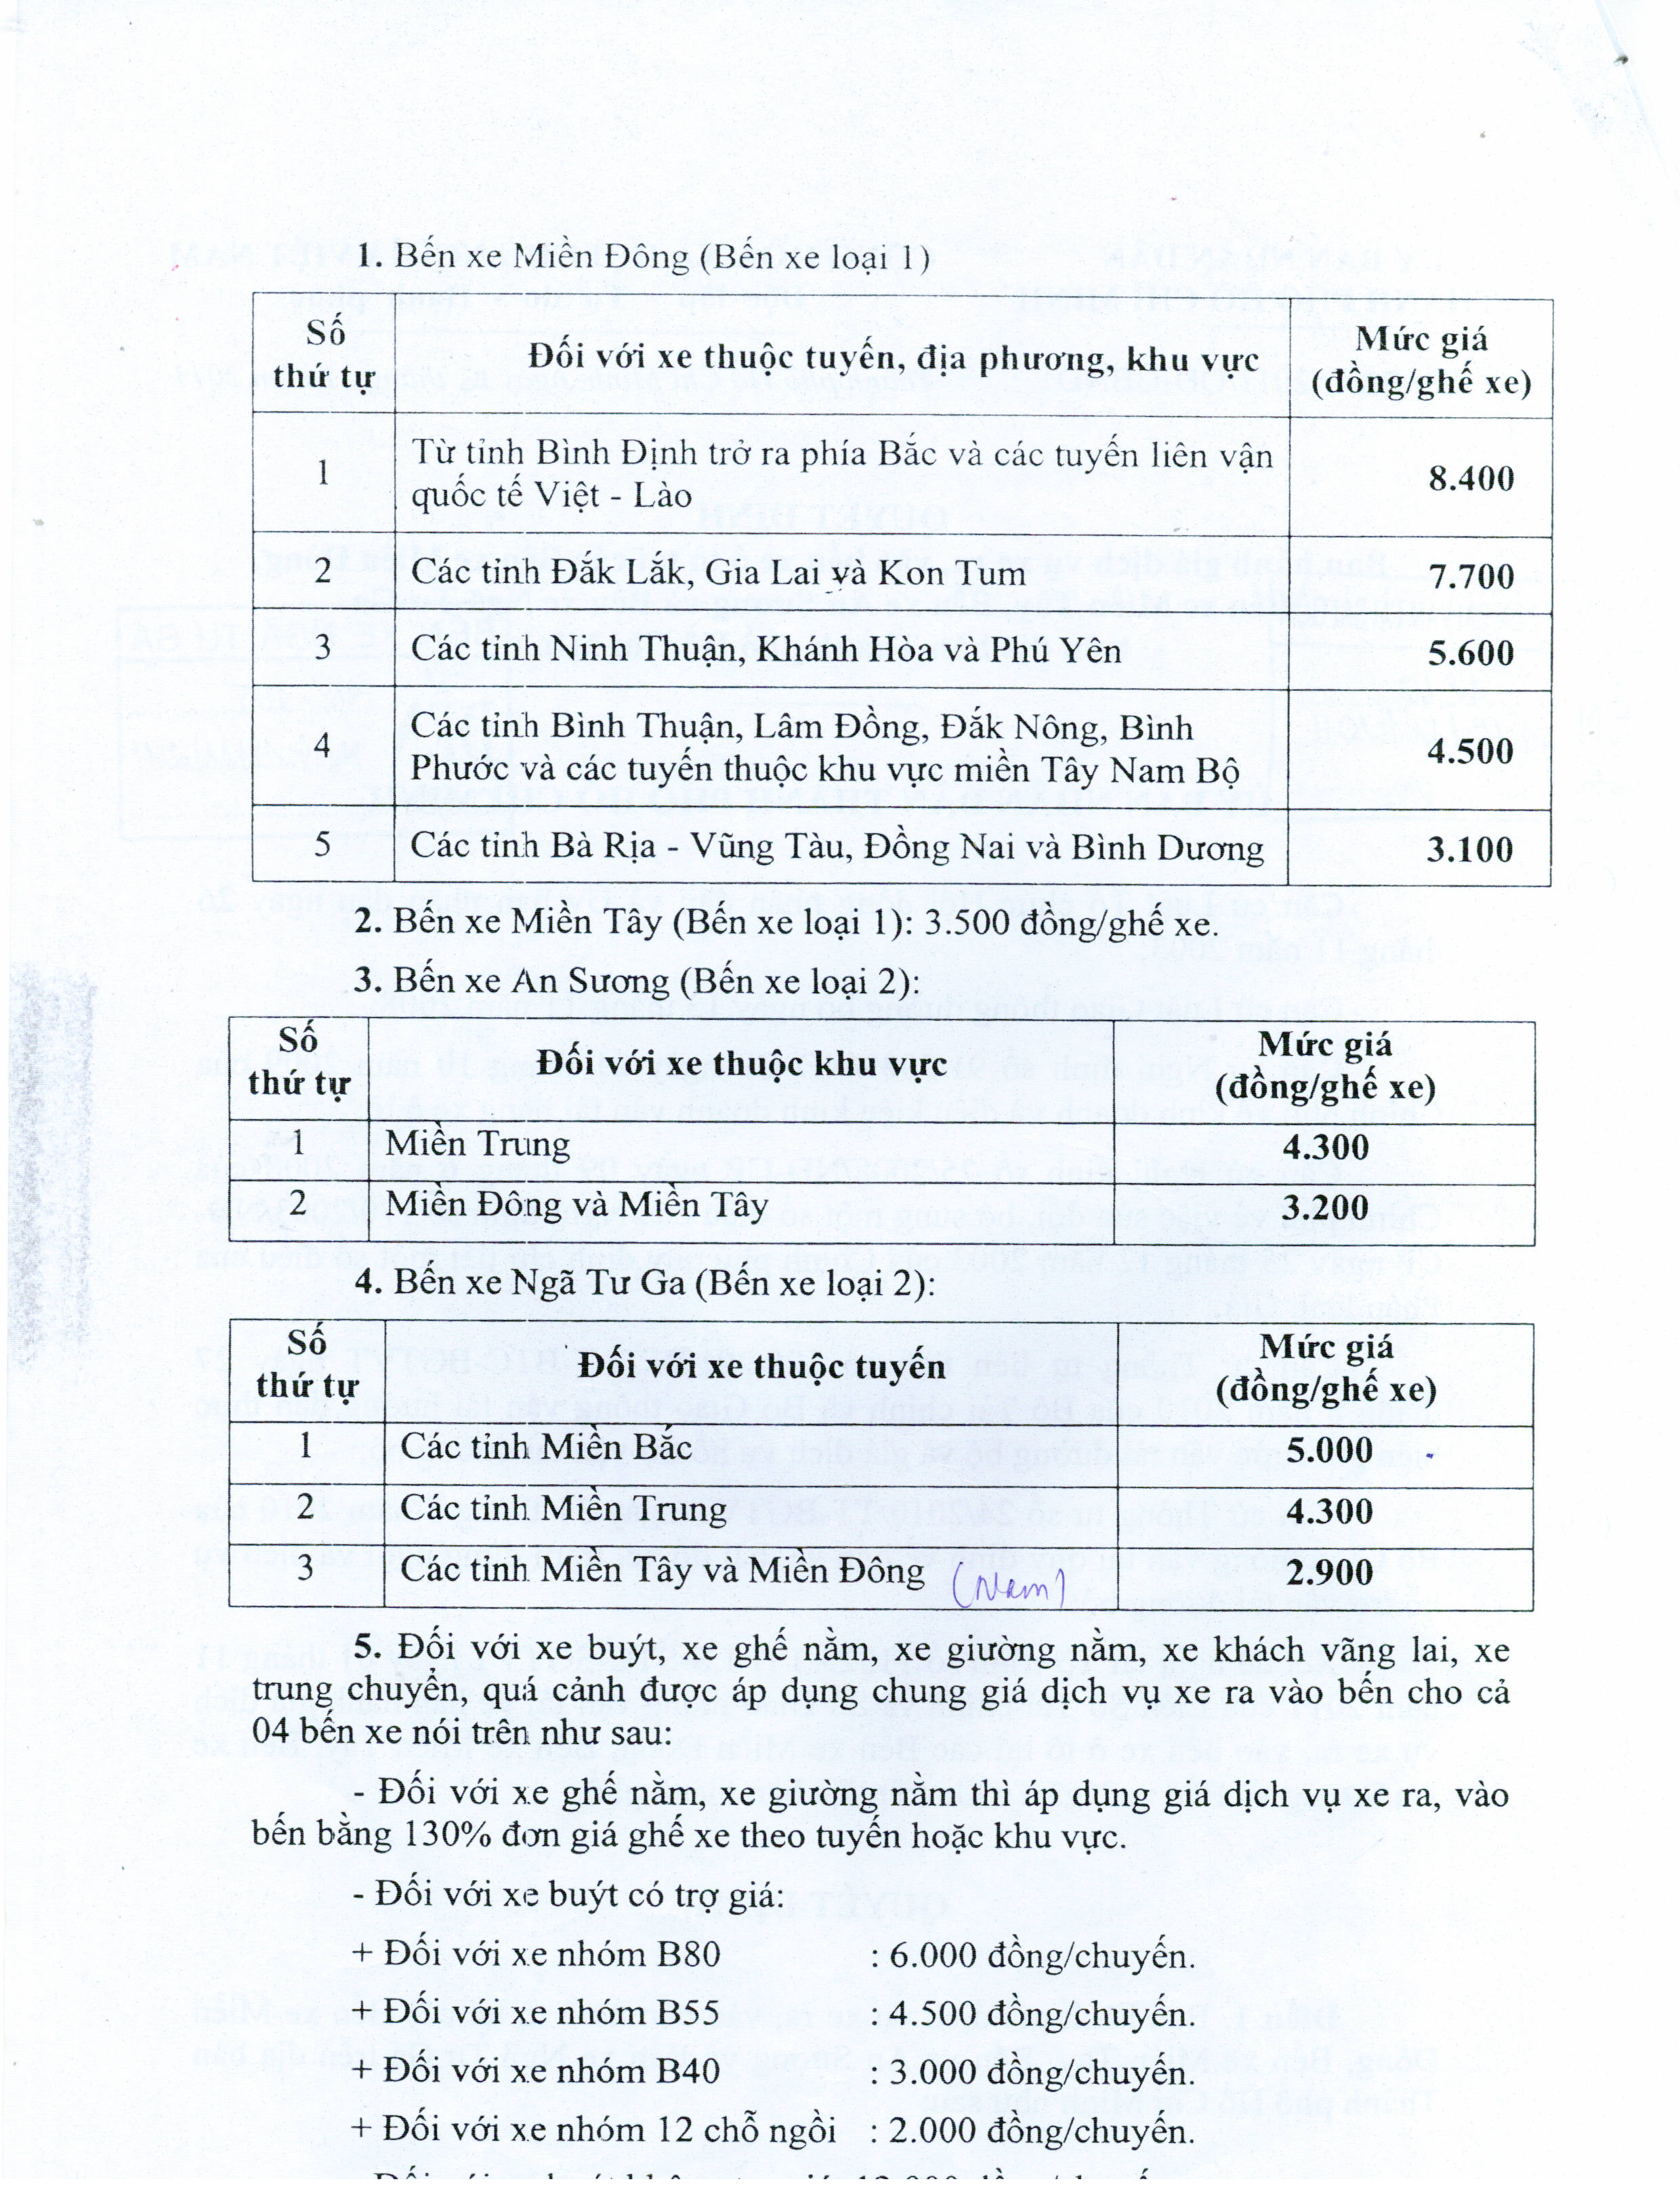 1. Bến xe Miền Đông (Bến xe loại 1)
Số
thứ tự
Đối với xe thuộc tuyến, địa phương, khu vực
Mức giá
(đồng/ghế xe)
1
Từ tỉnh Bình Định trở ra phía Bắc và các tuyến liên vận
quốc tế Việt - Lào
8.400
2
Các tỉnh Đắk Lắk, Gia Lai và Kon Tum
7.700
3
Các tỉnh Ninh Thuận, Khánh Hòa và Phú Yên
5.600
4
Các tỉnh Bình Thuận, Lâm Đồng, Đắk Nông, Bình
Phước và các tuyến thuộc khu vực miền Tây Nam Bộ
4.500
5
Các tỉnh Bà Rịa - Vũng Tàu, Đồng Nai và Bình Dương
3.100
2. Bến xe Miền Tây (Bến xe loại 1): 3.500 đồng/ghế xe.
3. Bến xe An Sương (Bến xe loại 2):
Số
thứ tự
Đối với xe thuộc khu vực
Mức giá
(đồng/ghế xe)
1
Miền Trung
4.300
2
Miền Đông và Miền Tây
3.200
4. Bến xe Ngã Tư Ga (Bến xe loại 2):
Số
thứ tự
Đối với xe thuộc tuyến
Mức giá
(đồng/ghế xe)
1
Các tỉnh Miền Bắc
5.000
2
Các tỉnh Miền Trung
4.300
3
Các tỉnh Miền Tây và Miền Đông (Nam)
2.900
5. Đối với xe buýt, xe ghế nằm, xe giường nằm, xe khách vãng lai, xe
trung chuyển, quá cảnh được áp dụng chung giá dịch vụ xe ra vào bến cho cả
04 bến xe nói trên như sau:
- Đối với xe ghế nằm, xe giường nằm thì áp dụng giá dịch vụ xe ra, vào
bến bằng 130% đơn giá ghế xe theo tuyến hoặc khu vực.
- Đối với xe buýt có trợ giá:
+ Đối với xe nhóm B80 : 6.000 đồng/chuyến.
+ Đối với xe nhóm B55 : 4.500 đồng/chuyến.
+ Đối với xe nhóm B40 : 3.000 đồng/chuyến.
+ Đối với xe nhóm 12 chỗ ngồi : 2.000 đồng/chuyến.